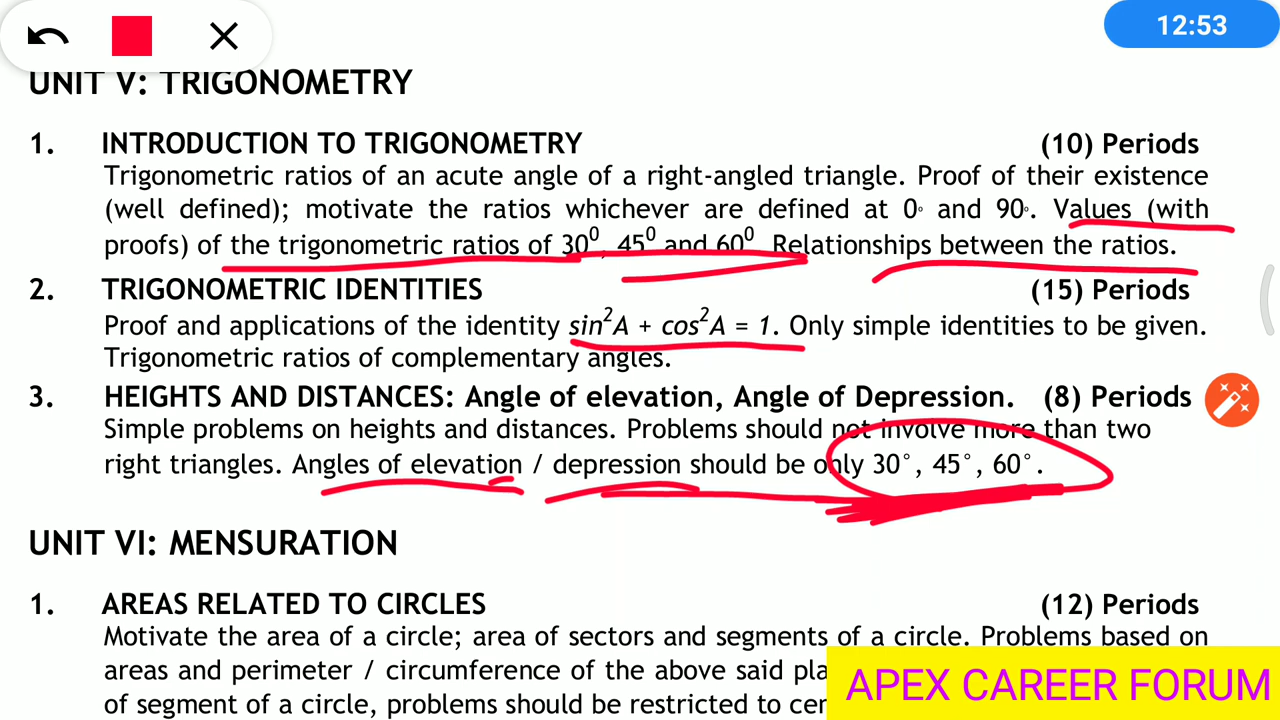 12:53
UNIT V: TRIGONOMETRY
1. INTRODUCTION TO TRIGONOMETRY (10) Periods
Trigonometric ratios of an acute angle of a right-angled triangle. Proof of their existence
(well defined); motivate the ratios whichever are defined at 0° and 90°. Values (with
proofs) of the trigonometric ratios of 30⁰, 45⁰ and 60⁰ Relationships between the ratios.
2. TRIGONOMETRIC IDENTITIES (15) Periods
Proof and applications of the identity sin²A + cos²A = 1. Only simple identities to be given.
Trigonometric ratios of complementary angles.
3. HEIGHTS AND DISTANCES: Angle of elevation, Angle of Depression. (8) Periods
Simple problems on heights and distances. Problems should not involve more than two
right triangles. Angles of elevation / depression should be only 30°, 45°, 60°.
UNIT VI: MENSURATION
1. AREAS RELATED TO CIRCLES (12) Periods
Motivate the area of a circle; area of sectors and segments of a circle. Problems based on
areas and perimeter / circumference of the above said
of segment of a circle, problems should be restricted to
APEX CAREER FORUM